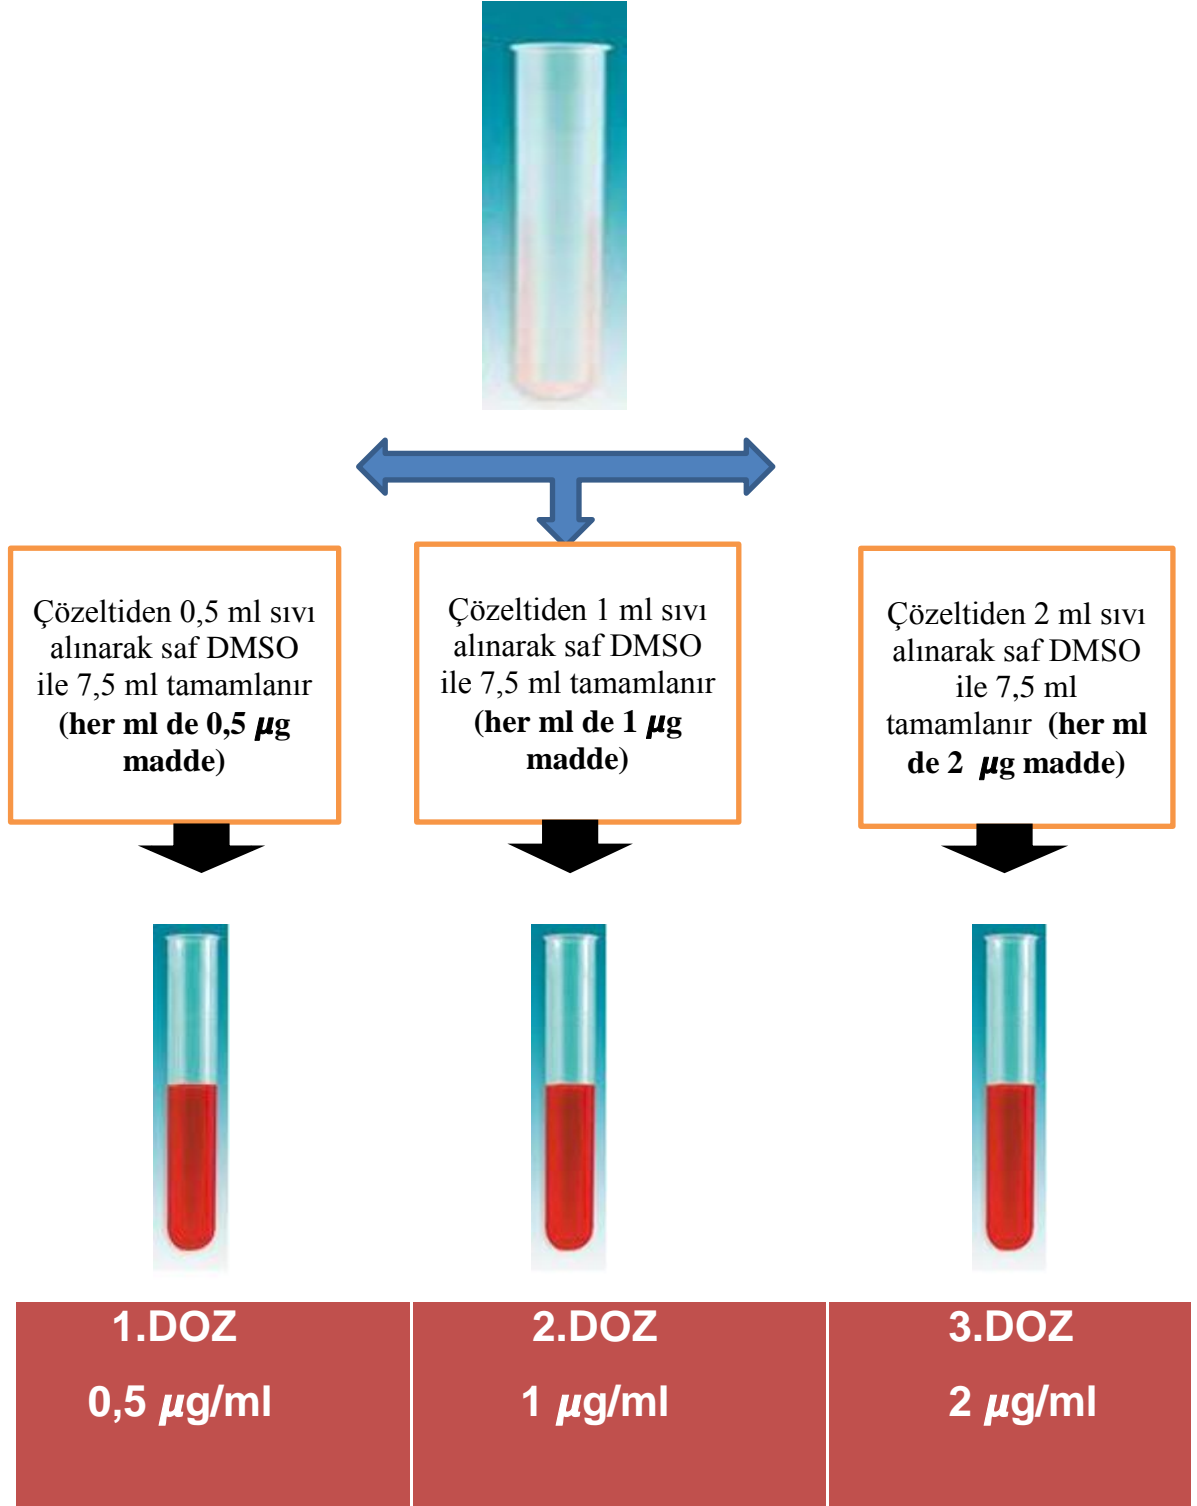 Çözeltiden 0,5 ml sıvı
alınarak saf DMSO
ile 7,5 ml tamamlanır
(her ml de 0,5 µg
madde)
Çözeltiden 1 ml sıvı
alınarak saf DMSO
ile 7,5 ml tamamlanır
(her ml de 1 µg
madde)
Çözeltiden 2 ml sıvı
alınarak saf DMSO
ile 7,5 ml
tamamlanır (her ml
de 2 µg madde)
1.DOZ
0,5 µg/ml
2.DOZ
1 µg/ml
3.DOZ
2 µg/ml